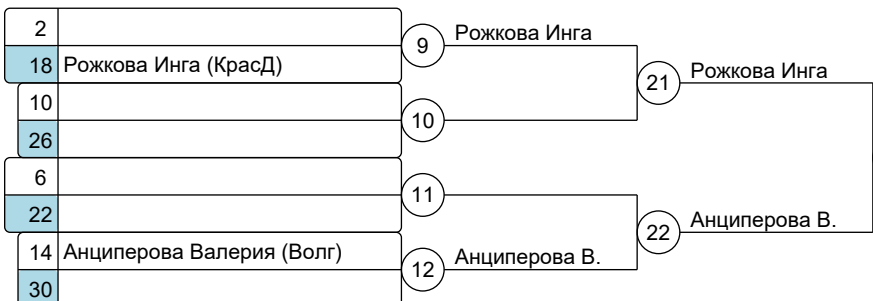 2
9 Рожкова Инга
18 Рожкова Инга (КрасД)
21 Рожкова Инга
10
10
26
6
11
22
22 Анциперова В.
14 Анциперова Валерия (Волг)
12 Анциперова В.
30